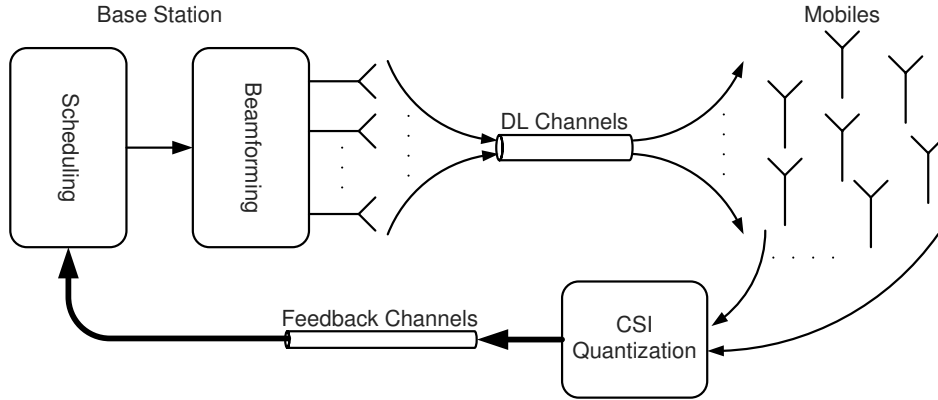 Base Station
Mobiles
Scheduling
Beamforming
DL Channels
Feedback Channels
CSI
Quantization